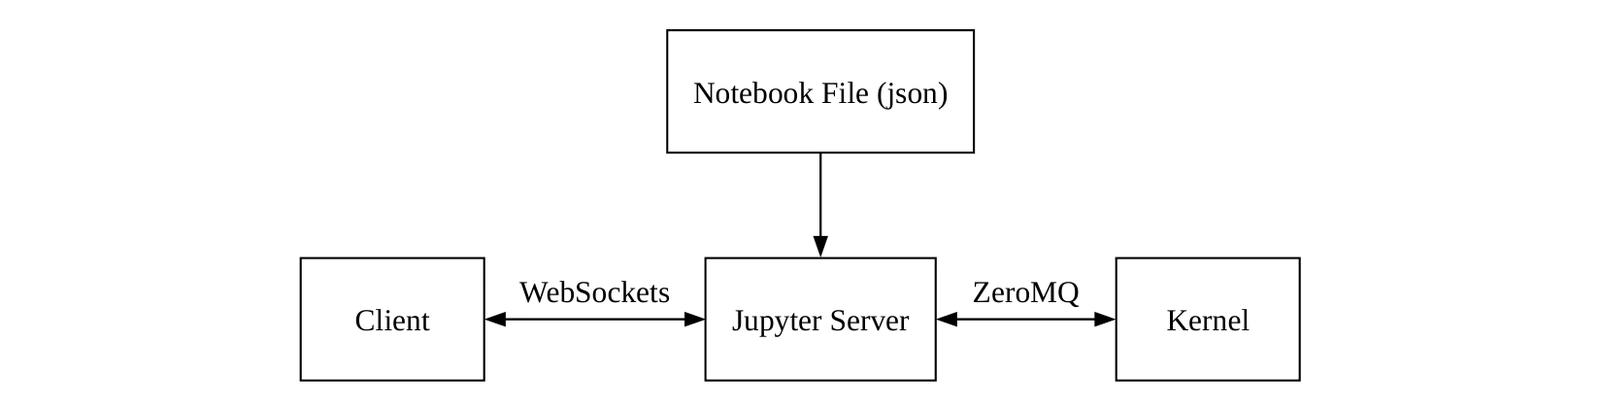 Notebook File (json)
WebSockets
ZeroMQ
Client
Jupyter Server
Kernel